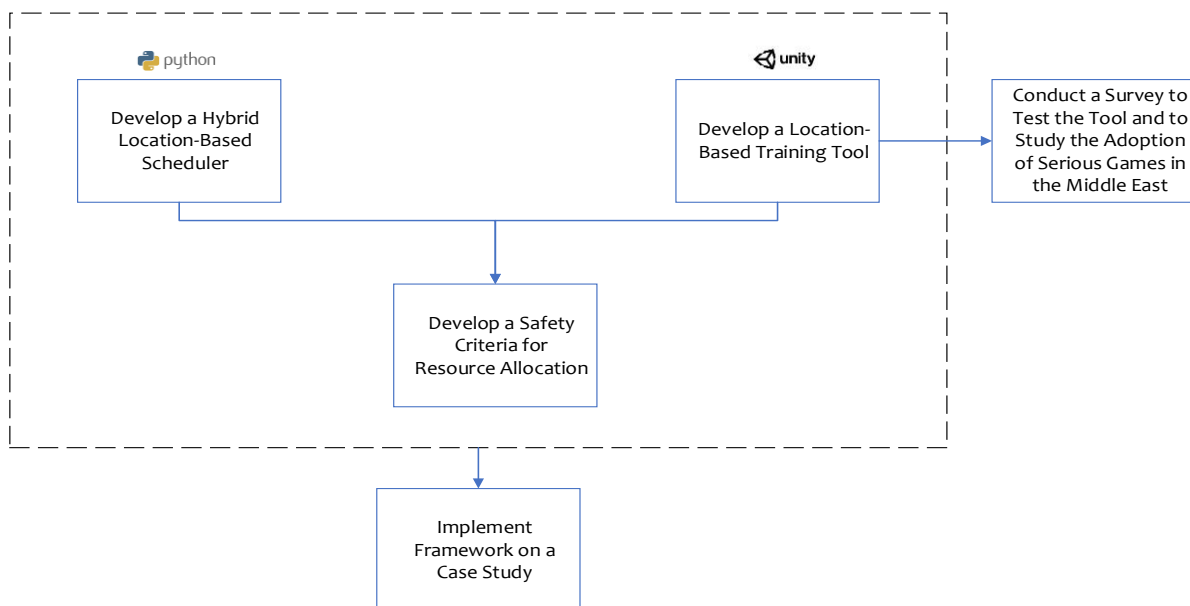 python
unity
Develop a Hybrid
Location-Based
Scheduler
Develop a Location-
Based Training Tool
Conduct a Survey to
Test the Tool and to
Study the Adoption
of Serious Games in
the Middle East
Develop a Safety
Criteria for
Resource Allocation
Implement
Framework on a
Case Study